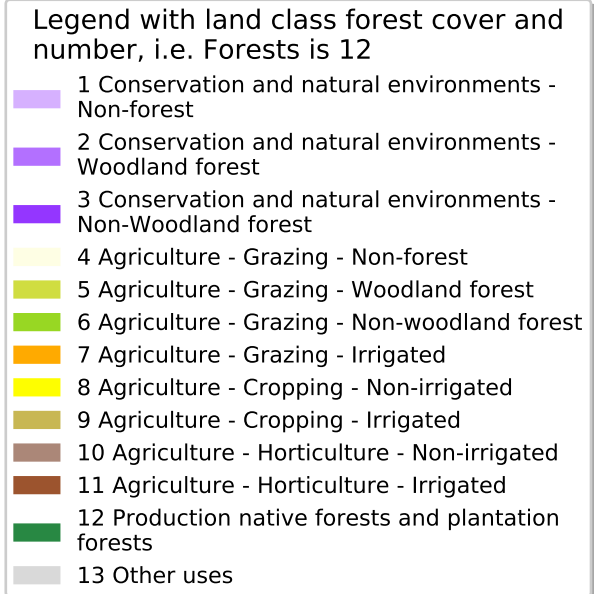 Legend with land class forest cover and
number, i.e. Forests is 12
1 Conservation and natural environments -
Non-forest
2 Conservation and natural environments -
Woodland forest
3 Conservation and natural environments -
Non-Woodland forest
4 Agriculture - Grazing - Non-forest
5 Agriculture - Grazing - Woodland forest
6 Agriculture - Grazing - Non-woodland forest
7 Agriculture - Grazing - Irrigated
8 Agriculture - Cropping - Non-irrigated
9 Agriculture - Cropping - Irrigated
10 Agriculture - Horticulture - Non-irrigated
11 Agriculture - Horticulture - Irrigated
12 Production native forests and plantation
forests
13 Other uses